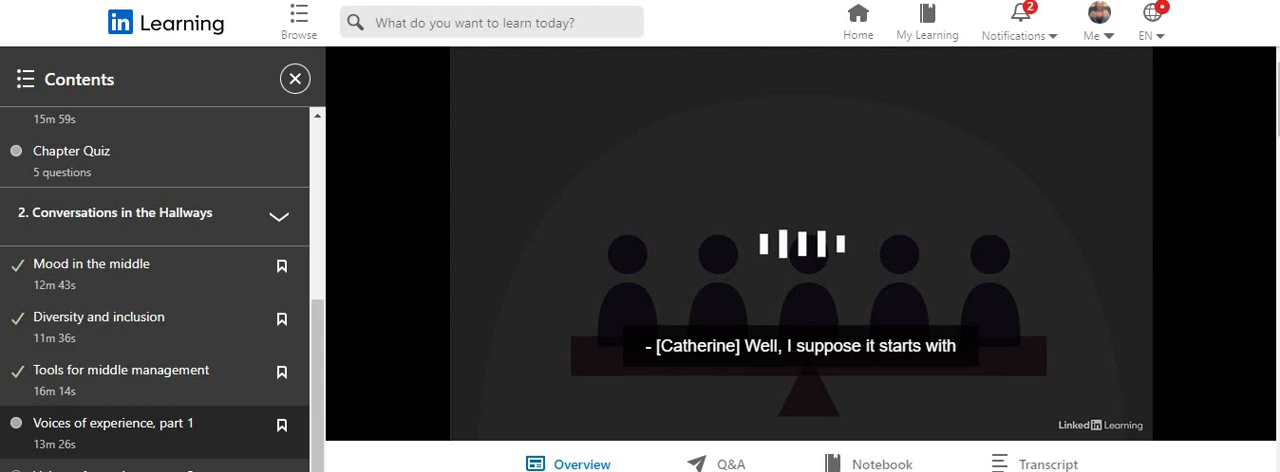 in Learning
Browse
What do you want to learn today?
Home
My Learning
2
Notifications
Me
EN
Contents
15m 59s
Chapter Quiz
5 questions
2. Conversations in the Hallways
Mood in the middle
12m 43s
Diversity and inclusion
11m 36s
Tools for middle management
16m 14s
Voices of experience, part 1
13m 26s
- [Catherine] Well, I suppose it starts with
Linked in Learning
Overview
Q&A
Notebook
Transcript